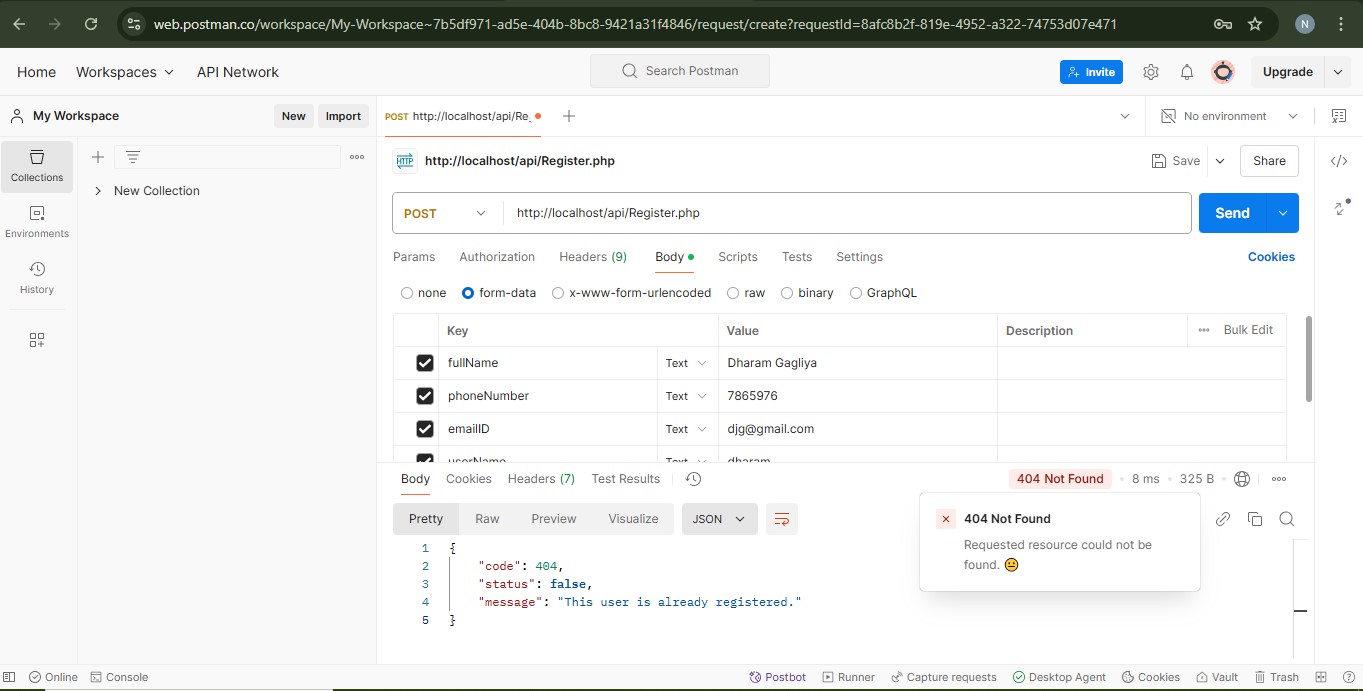 web.postman.co/workspace/My-Workspace~7b5df971-ad5e-404b-8bc8-9421a31f4846/request/create?requestId=8afc8b2f-819e-4952-a322-74753d07e471
N
Home Workspaces API Network Search Postman Invite Upgrade
My Workspace New Import POST http://localhost/api/Re No environment
HTTP http://localhost/api/Register.php Save Share
Collections
New Collection
POST http://localhost/api/Register.php Send
Environments
Params Authorization Headers (9) Body Scripts Tests Settings Cookies
History
none form-data x-www-form-urlencoded raw binary GraphQL
Key Value Description Bulk Edit
fullName Text Dharam Gagliya
phoneNumber Text 7865976
emailID Text djg@gmail.com
userName Text dharam
Body Cookies Headers (7) Test Results 404 Not Found 8 ms 325 B
Pretty Raw Preview Visualize JSON
404 Not Found
Requested resource could not be
found. 😐
1 {
2 "code": 404,
3 "status": false,
4 "message": "This user is already registered."
5 }
Online Console Postbot Runner Capture requests Desktop Agent Cookies Vault Trash